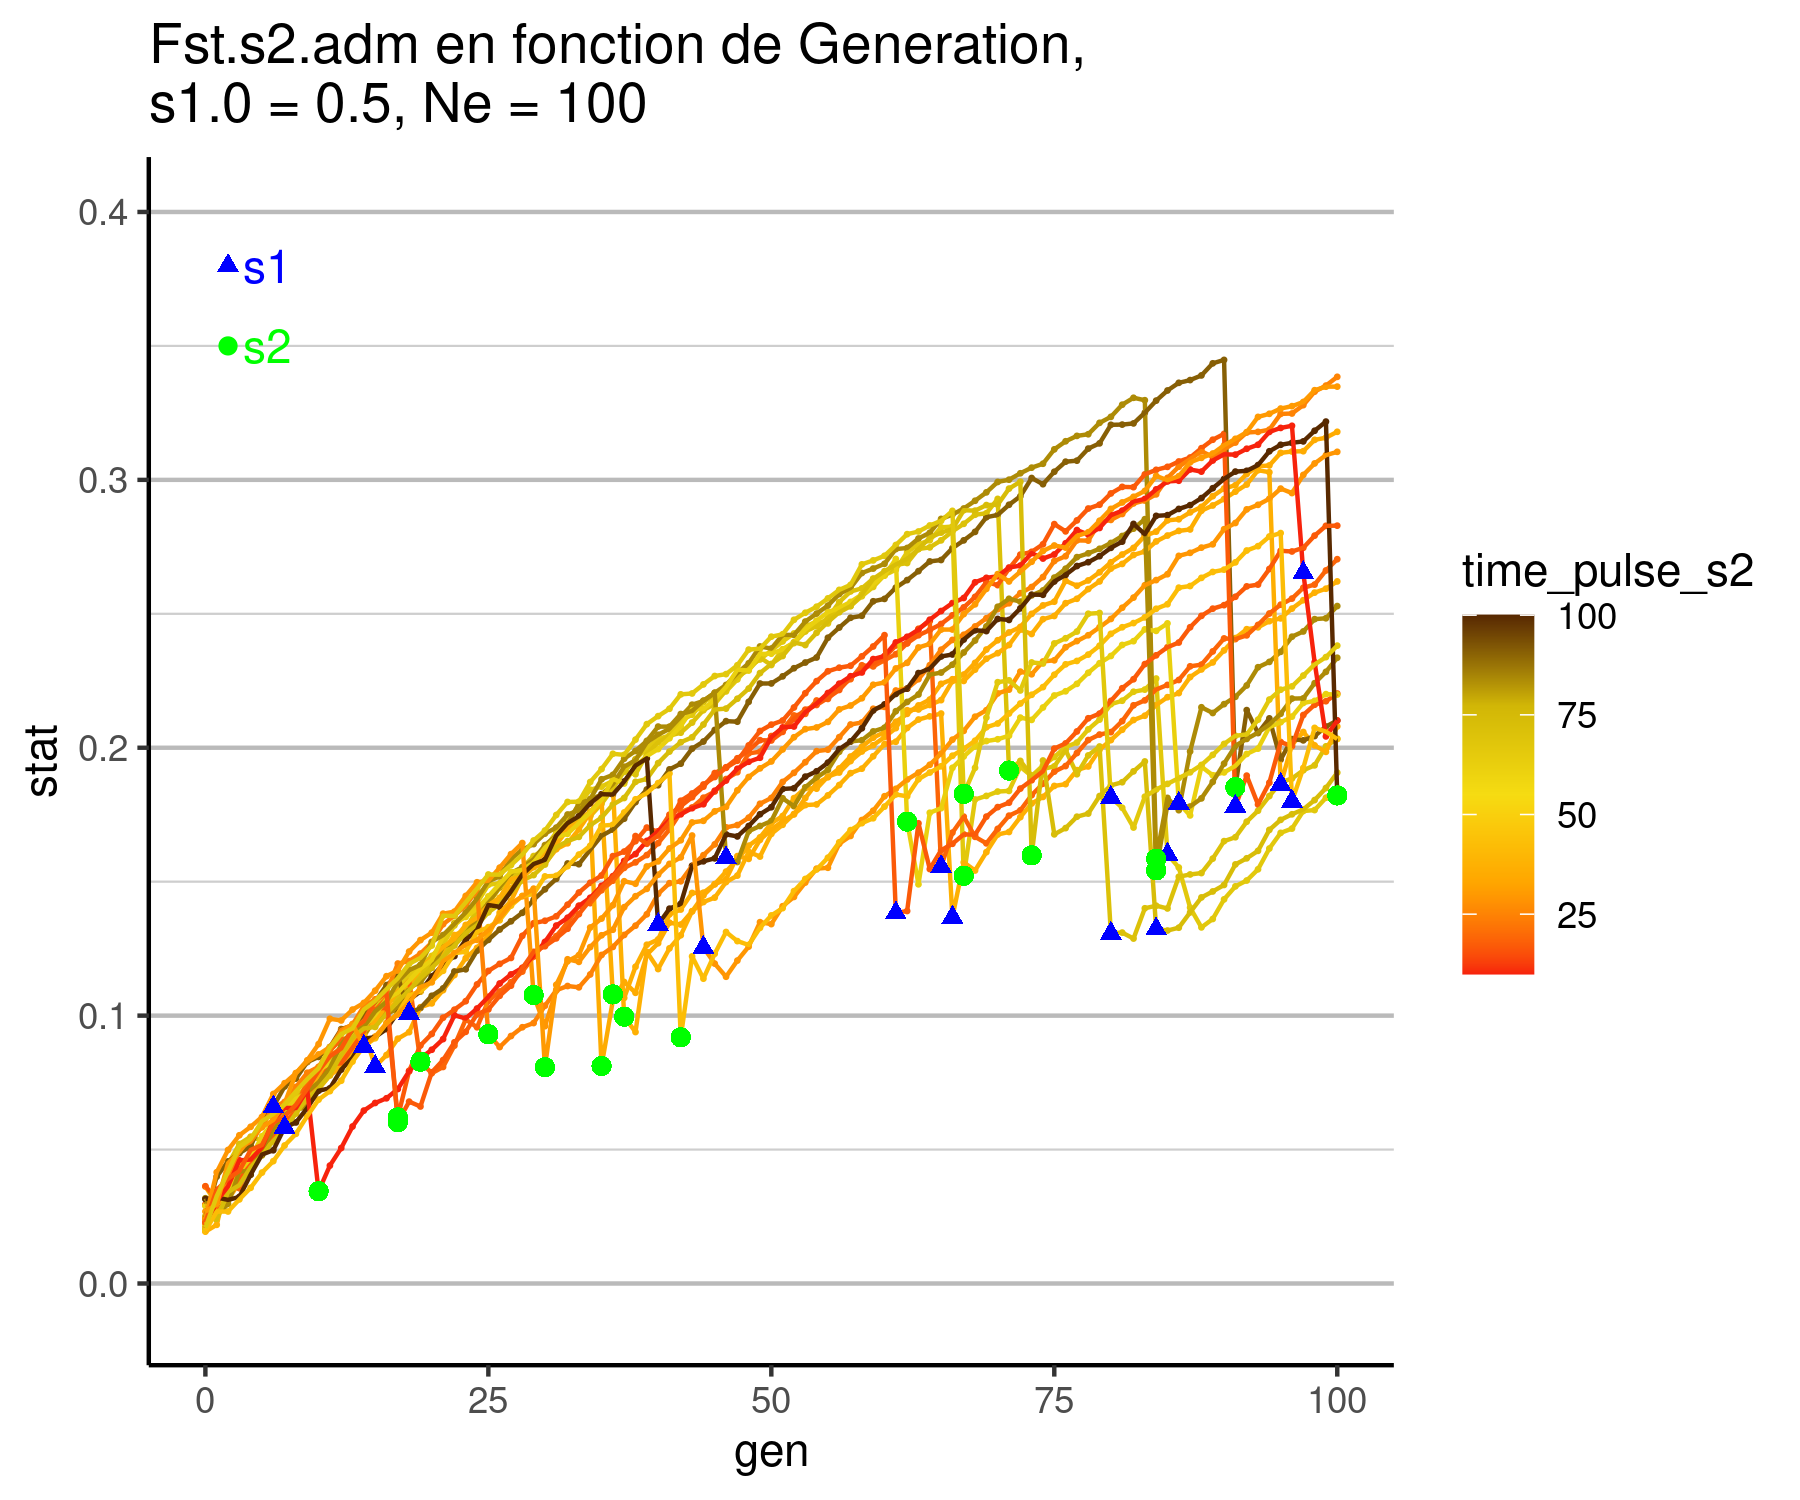 Fst.s2.adm en fonction de Generation,
s1.0 = 0.5, Ne = 100
0.4
0.3
0.2
0.1
0.0
stat
s1
s2
0
25
50
75
100
gen
time_pulse_s2
100
75
50
25